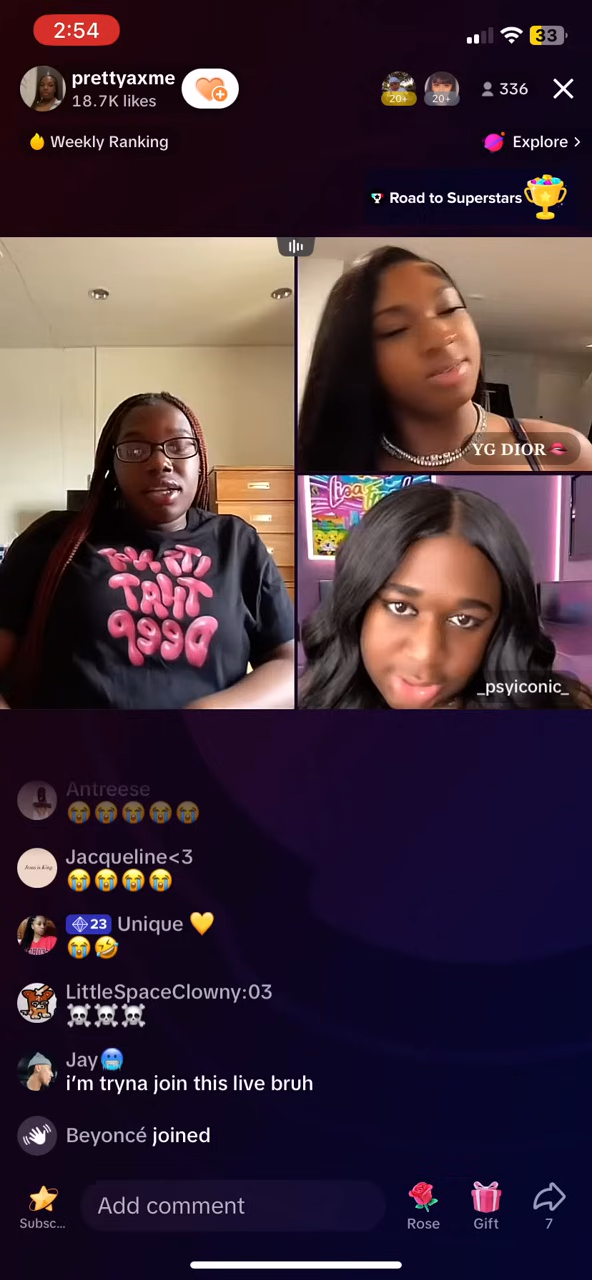 2:54
33
prettyaxme
18.7K likes
20+
20+
336
Weekly Ranking
Explore >
Road to Superstars
YG DIOR💋
THAT
_psyiconic_
Antreese
😭😭😭😭😭
Jacqueline<3
😭😭😭😭
23 Unique 💛
😭🤣
LittleSpaceClowny:03
☠️☠️☠️
Jay🥶
i'm tryna join this live bruh
Beyoncé joined
Add comment
Subsc...
Rose
Gift
7